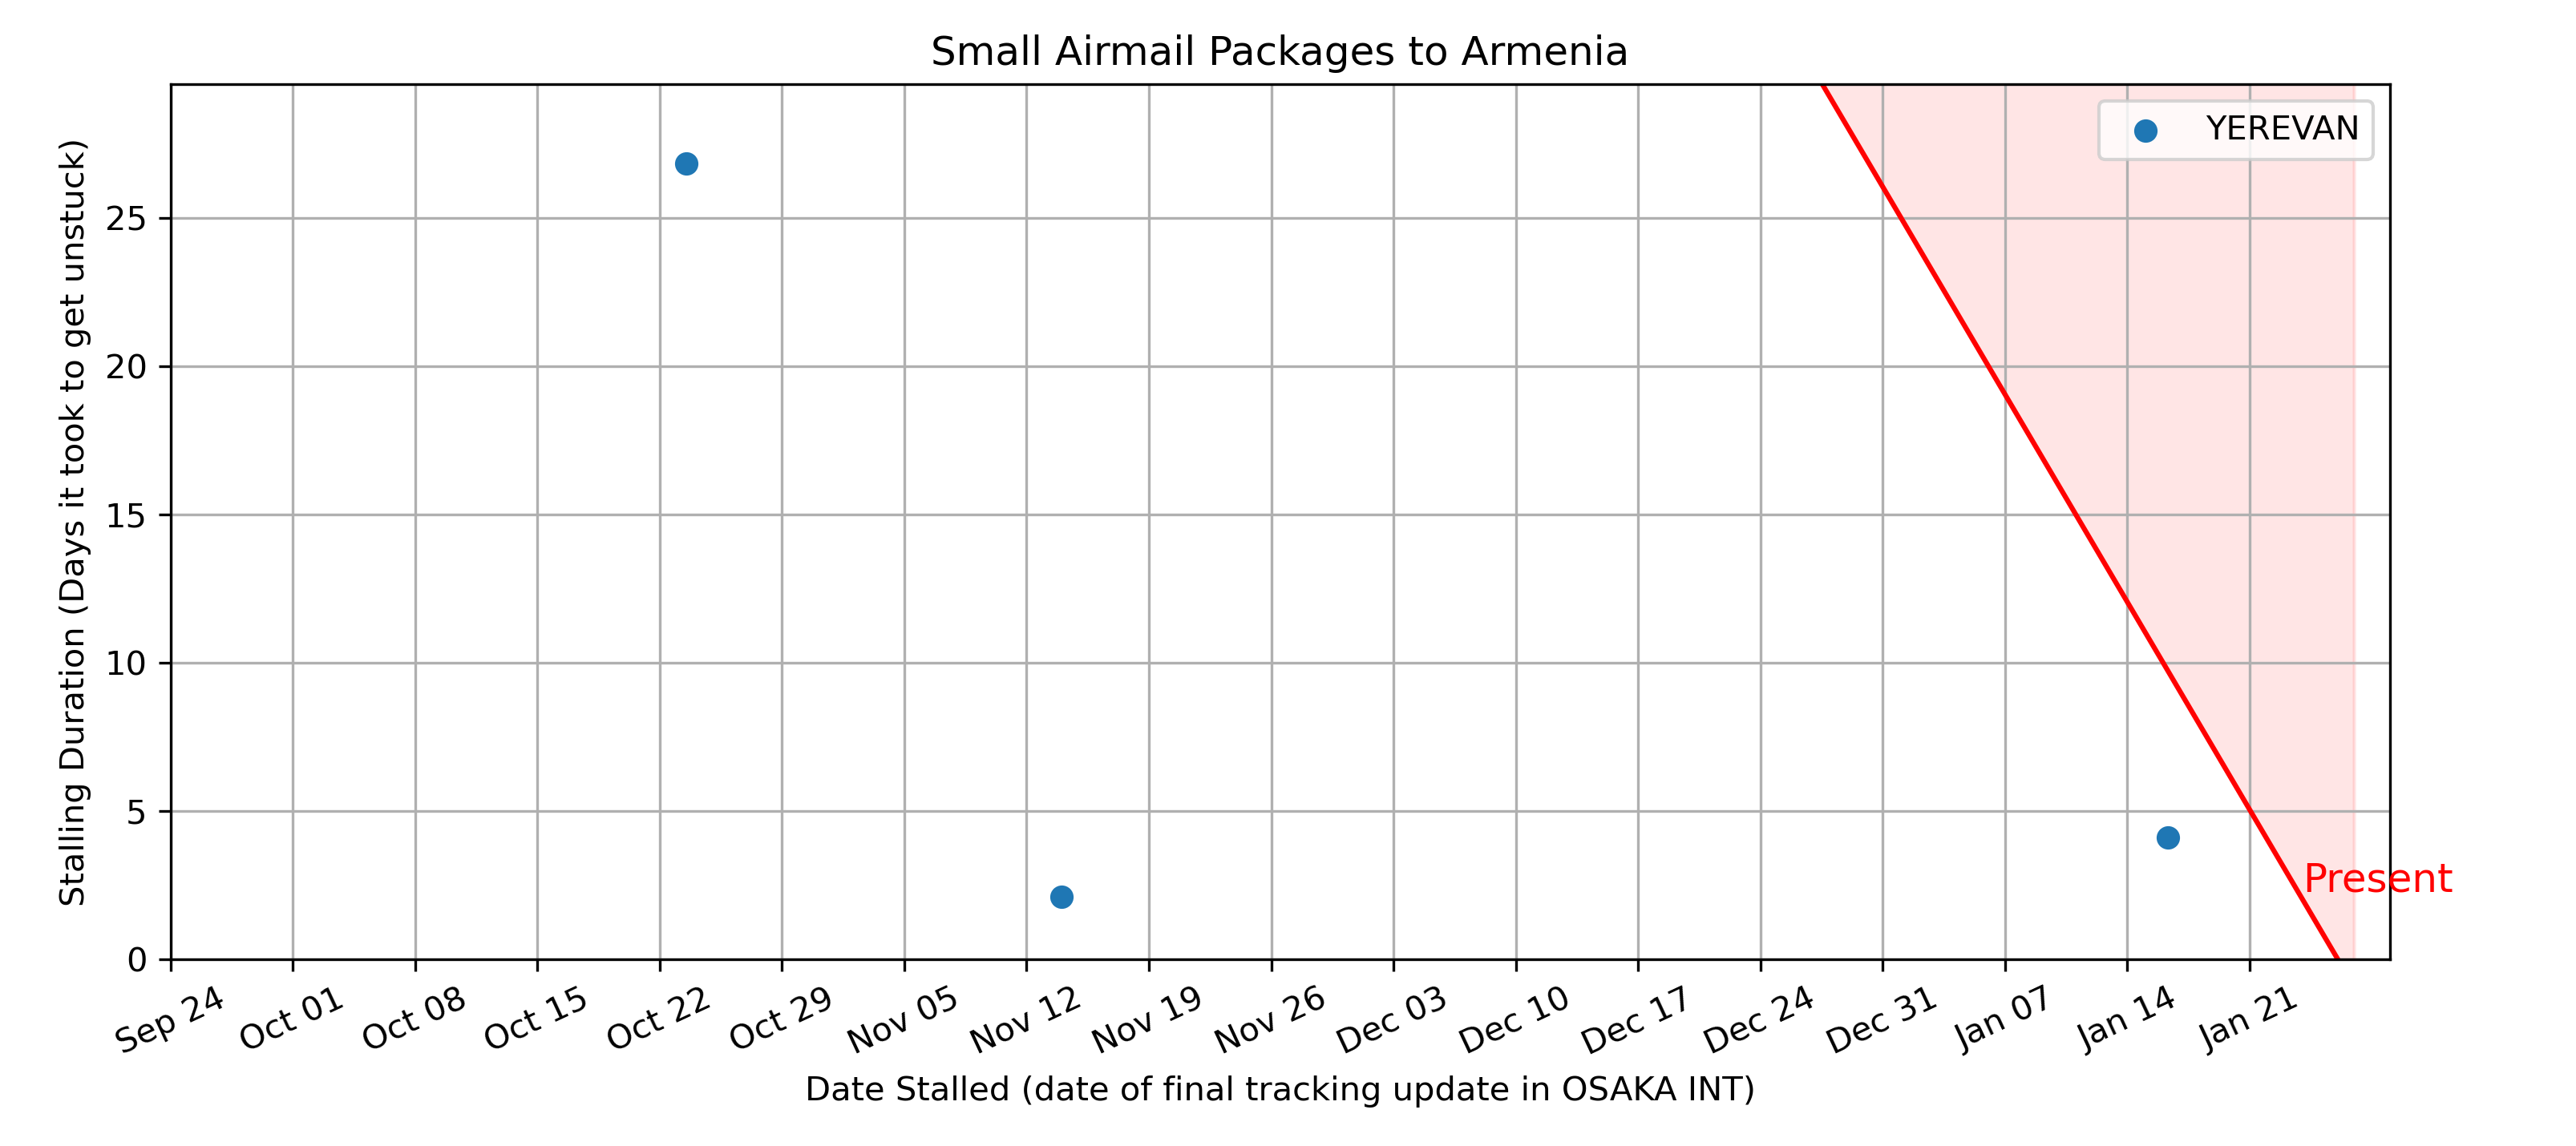 Small Airmail Packages to Armenia
YEREVAN
Stalling Duration (Days it took to get unstuck)
25
20
15
10
5
0
Present
Sep 24
Oct 01
Oct 08
Oct 15
Oct 22
Oct 29
Nov 05
Nov 12
Nov 19
Nov 26
Dec 03
Dec 10
Dec 17
Dec 24
Dec 31
Jan 07
Jan 14
Jan 21
Date Stalled (date of final tracking update in OSAKA INT)